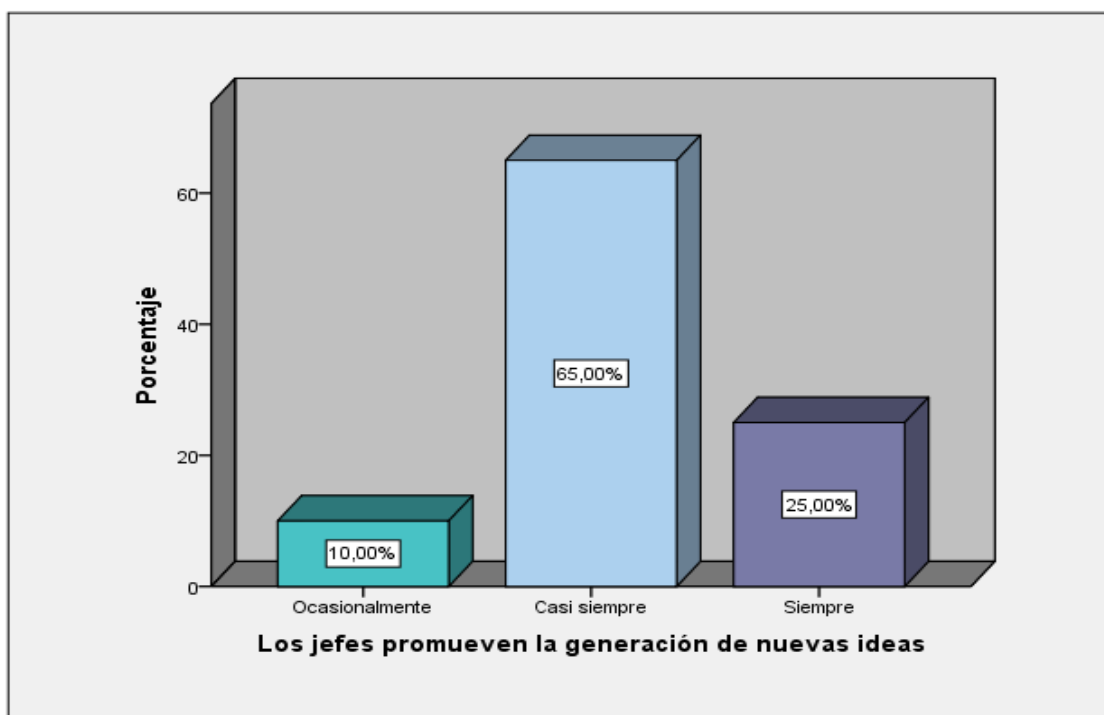 Porcentaje
60
40
20
0
65,00%
25,00%
10,00%
Ocasionalmente
Casi siempre
Siempre
Los jefes promueven la generación de nuevas ideas